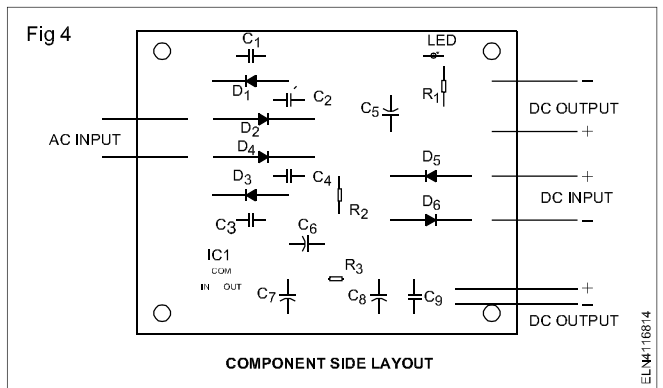 Fig 4
C1
LED
D1
C2
R1
−
DC OUTPUT
C5
+
D2
AC INPUT
D4
D5
+
C4
DC INPUT
D3
R2
D6
−
C3
C6
IC1
COM
IN OUT
R3
C7
C8
C9
+
−
DC OUTPUT
COMPONENT SIDE LAYOUT
ELN4116814